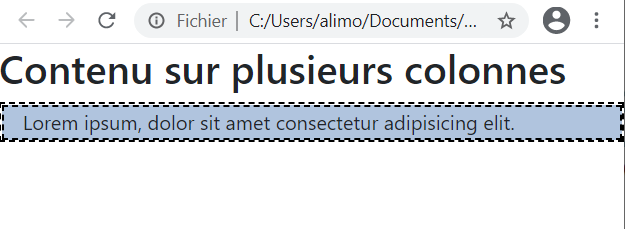 Fichier | C:/Users/alimo/Documents/...
Contenu sur plusieurs colonnes
Lorem ipsum, dolor sit amet consectetur adipisicing elit.